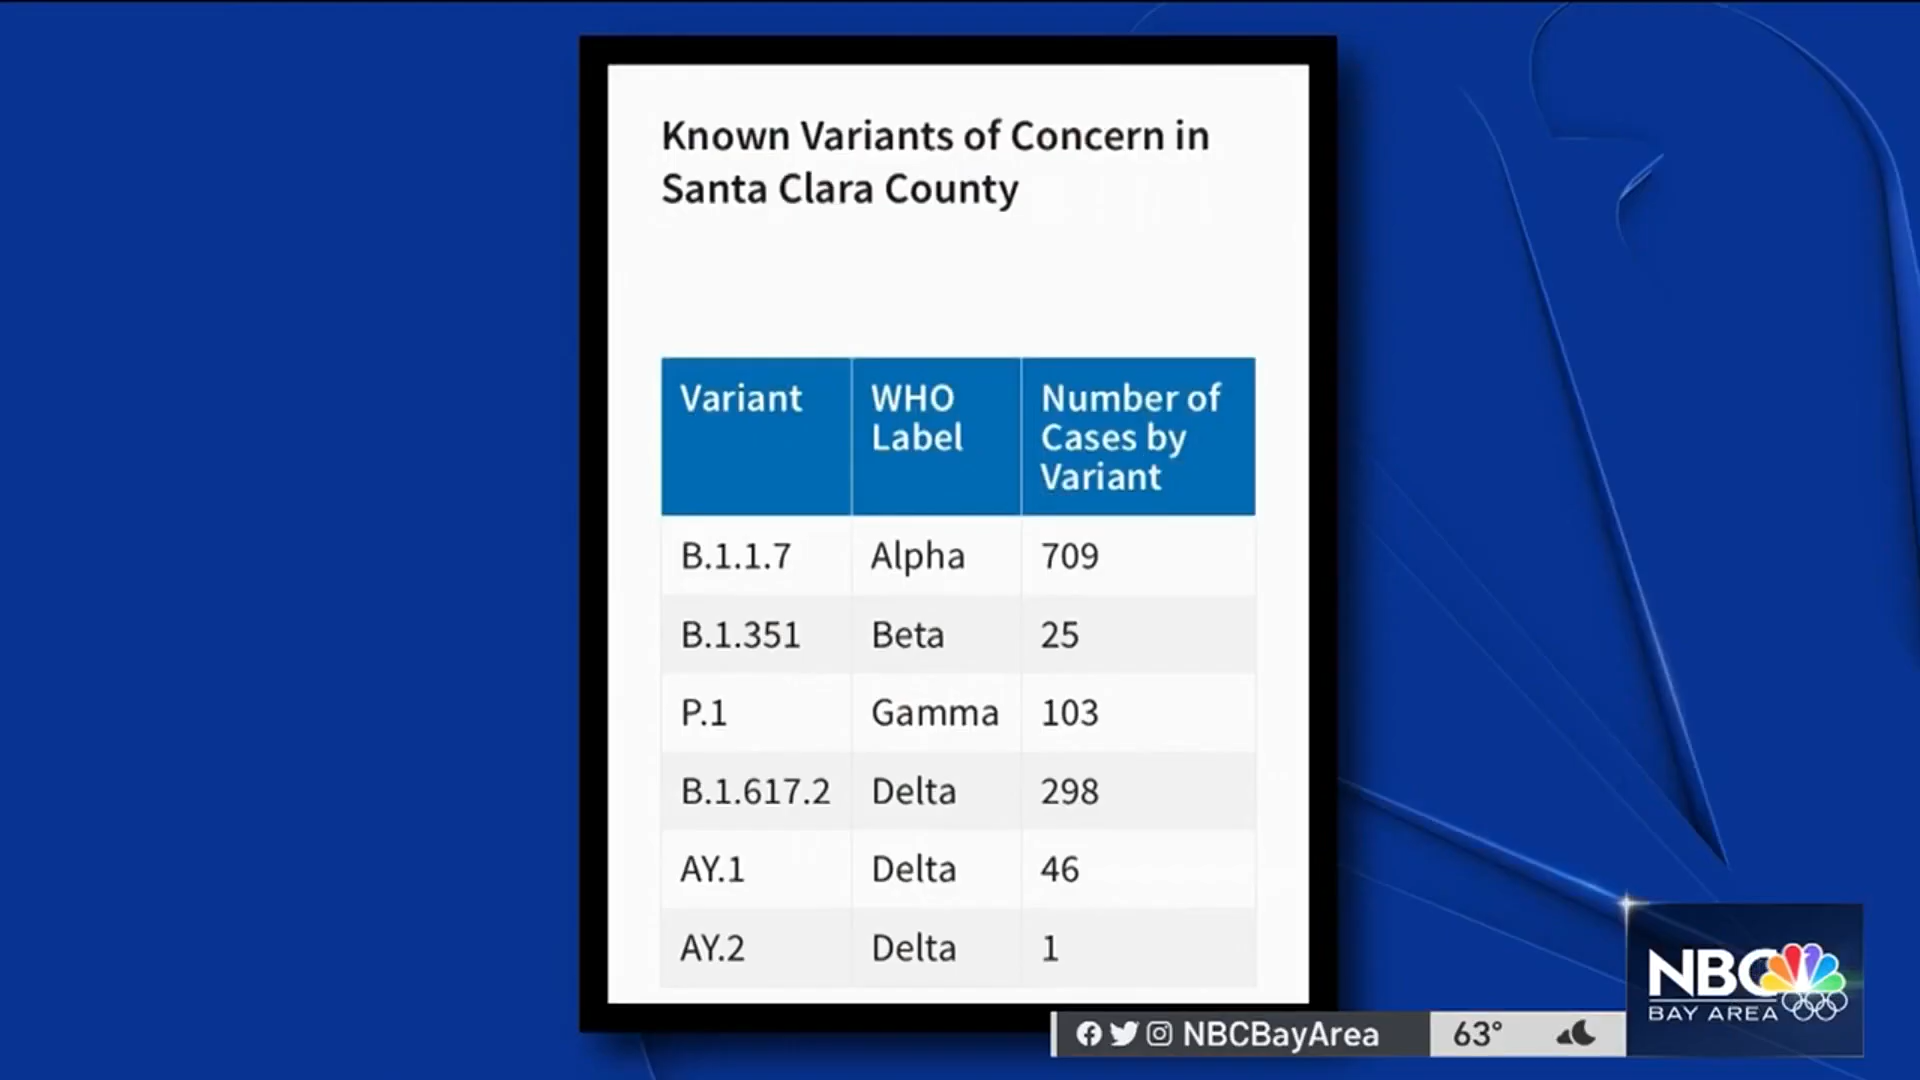 Known Variants of Concern in
Santa Clara County
Variant WHO Label Number of Cases by Variant
B.1.1.7 Alpha 709
B.1.351 Beta 25
P.1 Gamma 103
B.1.617.2 Delta 298
AY.1 Delta 46
AY.2 Delta 1
NBC
BAY AREA
NBCBayArea 63°